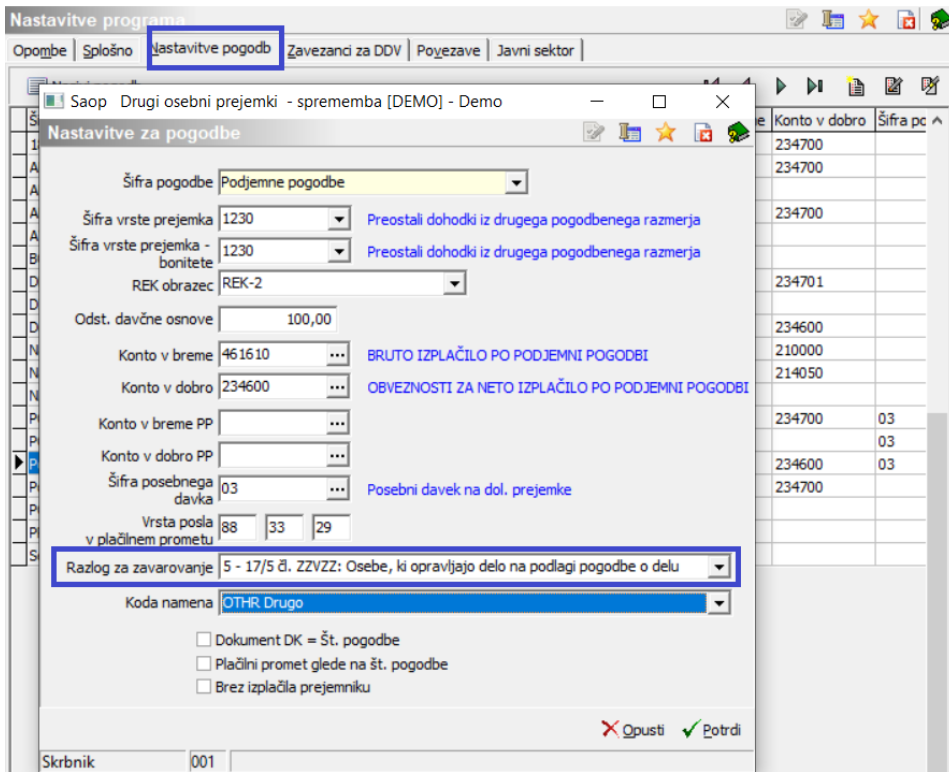 Nastavitve programa
Opombe Splošno Nastavitve pogodb Zavezanci za DDV Povezave Javni sektor
Saop Drugi osebni prejemki - sprememba [DEMO] - Demo
Nastavitve za pogodbe
Konto v dobro
234700
234700
234700
234701
234600
210000
214050
234700 03
03
234600 03
234700
Šifra pogodbe Podjemne pogodbe
Šifra vrste prejemka 1230 Preostali dohodki iz drugega pogodbenega razmerja
Šifra vrste prejemka -
bonitete 1230 Preostali dohodki iz drugega pogodbenega razmerja
REK obrazec REK-2
Odst. davčne osnove 100,00
Konto v breme 461610 ... BRUTO IZPLAČILO PO PODJEMNI POGODBI
Konto v dobro 234600 ... OBVEZNOSTI ZA NETO IZPLAČILO PO PODJEMNI POGODBI
Konto v breme PP ...
Konto v dobro PP ...
Šifra posebnega
davka 03 ... Posebni davek na dol. prejemke
Vrsta posla
v plačilnem prometu 88 33 29
Razlog za zavarovanje 5 - 17/5 čl. ZZVZZ: Osebe, ki opravljajo delo na podlagi pogodbe o delu
Koda namena OTHR Drugo
Dokument DK = Št. pogodbe
Plačilni promet glede na št. pogodbe
Brez izplačila prejemniku
Opusti Potrdi
Skrbnik 001